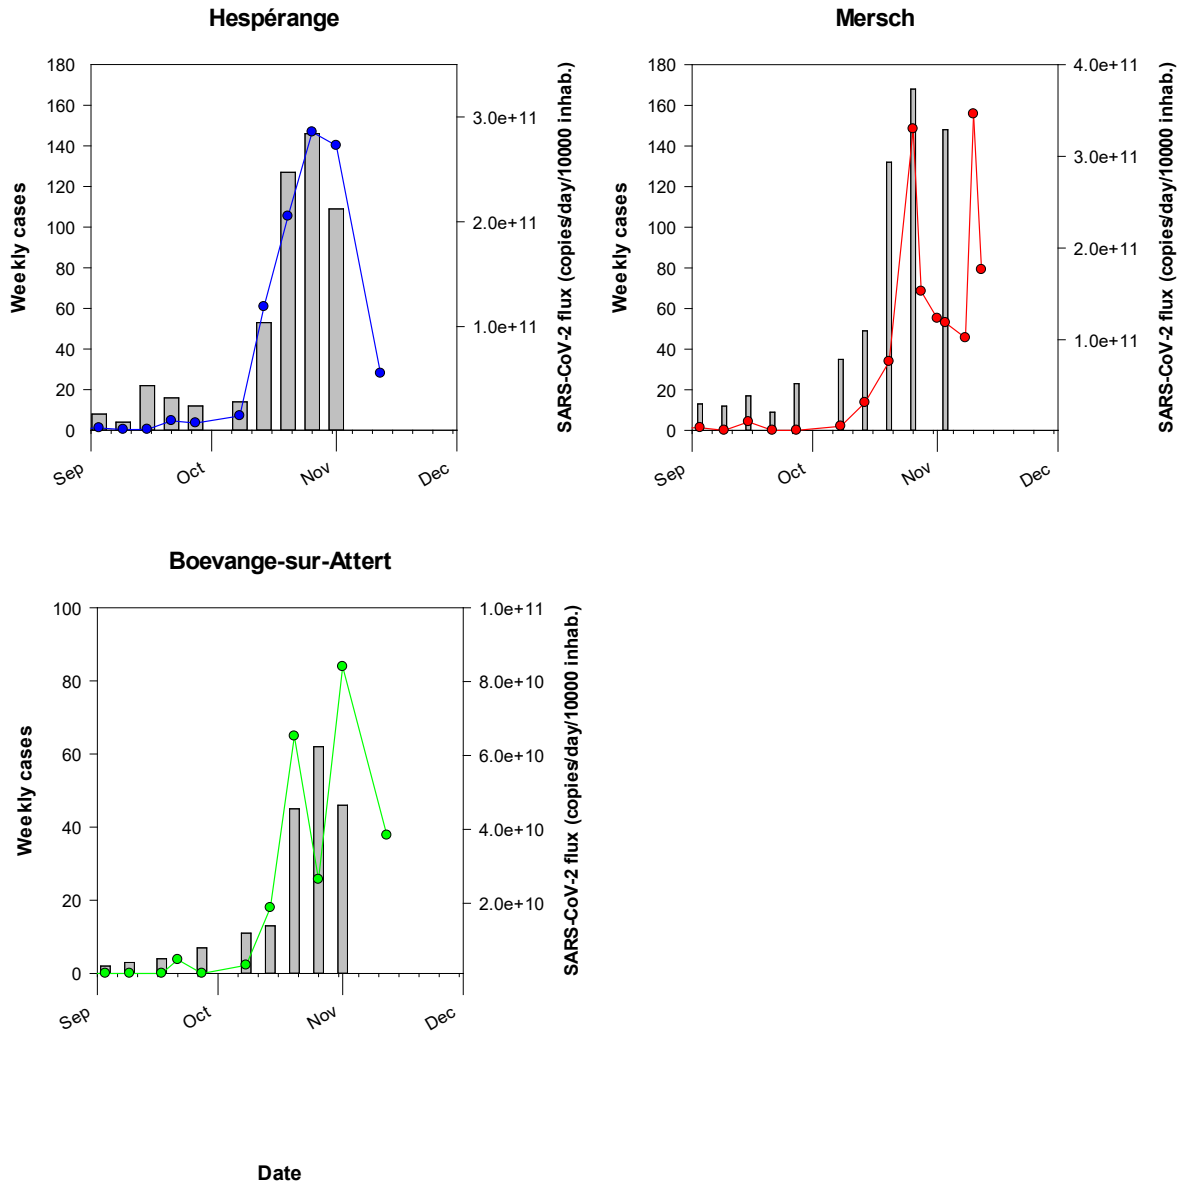 Hespérange
180
160
140
120
100
80
60
40
20
0
Weekly cases
3.0e+11
2.0e+11
1.0e+11
SARS-CoV-2 flux (copies/day/10000 inhab.)
Sep
Oct
Nov
Dec
Mersch
180
160
140
120
100
80
60
40
20
0
Weekly cases
4.0e+11
3.0e+11
2.0e+11
1.0e+11
SARS-CoV-2 flux (copies/day/10000 inhab.)
Sep
Oct
Nov
Dec
Boevange-sur-Attert
100
80
60
40
20
0
Weekly cases
1.0e+11
8.0e+10
6.0e+10
4.0e+10
2.0e+10
SARS-CoV-2 flux (copies/day/10000 inhab.)
Sep
Oct
Nov
Dec
Date